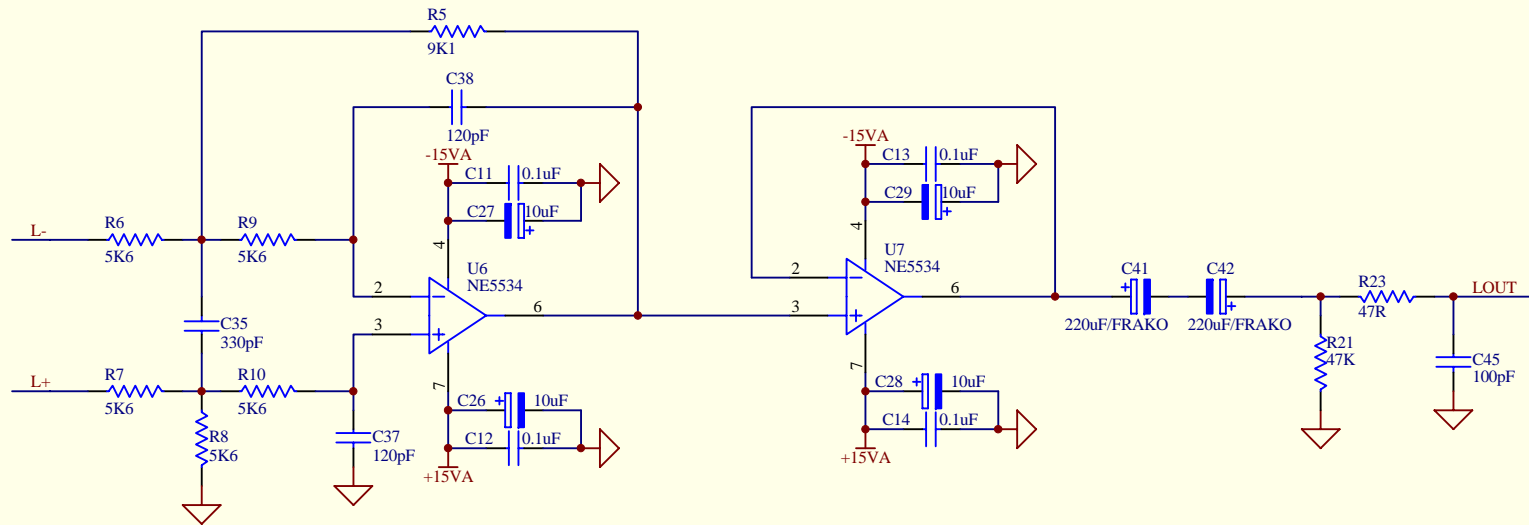 R5
9K1
C38
120pF
-15VA
C11 0.1uF
C27 10uF
4
-15VA
C13 0.1uF
C29 10uF
4
L-
R6
5K6
R9
5K6
U6
NE5534
2
3
6
U7
NE5534
2
3
6
C41
220uF/FRAKO
C42
220uF/FRAKO
R23
47R
LOUT
C35
330pF
R21
47K
C45
100pF
L+
R7
5K6
R10
5K6
R8
5K6
C37
120pF
7
C26 10uF
C12 0.1uF
+15VA
7
C28 10uF
C14 0.1uF
+15VA